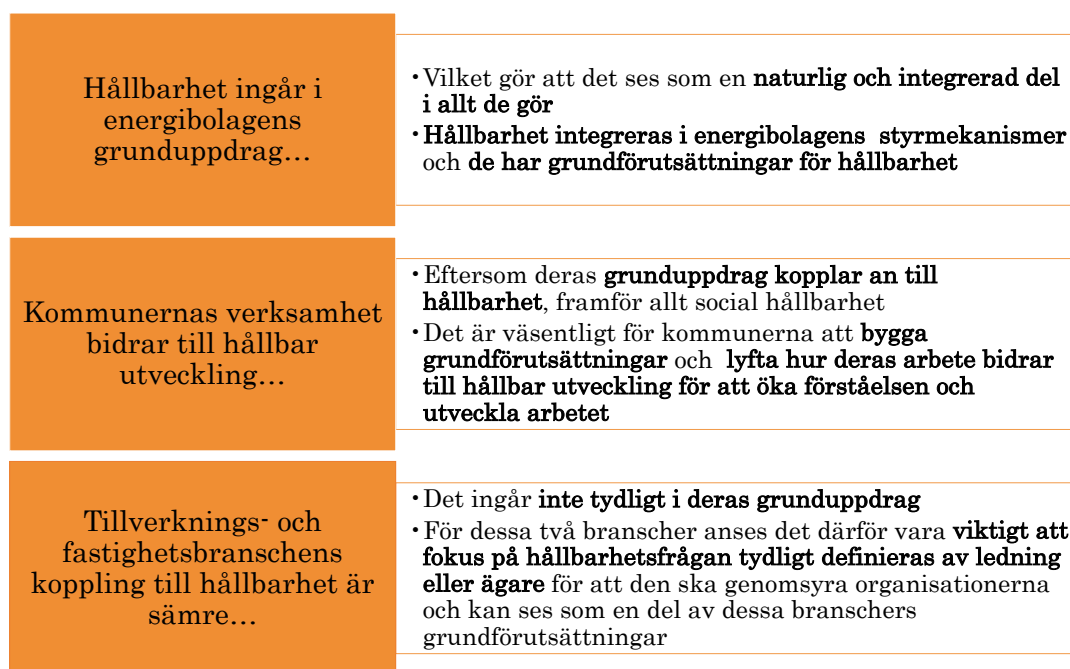 Hållbarhet ingår i
energibolagens
grunduppdrag…
•Vilket gör att det ses som en naturlig och integrerad del
i allt de gör
•Hållbarhet integreras i energibolagens styrmekanismer
och de har grundförutsättningar för hållbarhet
Kommunernas verksamhet
bidrar till hållbar
utveckling…
•Eftersom deras grunduppdrag kopplar an till
hållbarhet, framför allt social hållbarhet
•Det är väsentligt för kommunerna att bygga
grundförutsättningar och lyfta hur deras arbete bidrar
till hållbar utveckling för att öka förståelsen och
utveckla arbetet
Tillverknings- och
fastighetsbranschens
koppling till hållbarhet är
sämre…
•Det ingår inte tydligt i deras grunduppdrag
•För dessa två branscher anses det därför vara viktigt att
fokus på hållbarhetsfrågan tydligt definieras av ledning
eller ägare för att den ska genomsyra organisationerna
och kan ses som en del av dessa branschers
grundförutsättningar